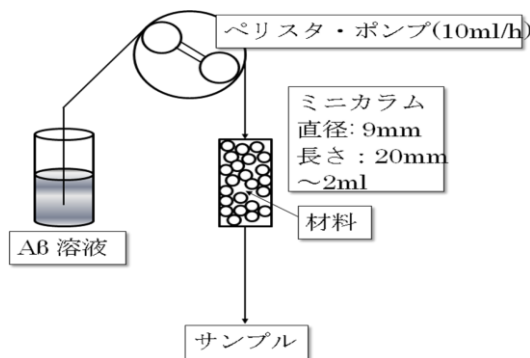 ペリスタ・ポンプ(10ml/h)
ミニカラム
直径: 9mm
長さ：20mm
～2ml
材料
Aβ 溶液
サンプル